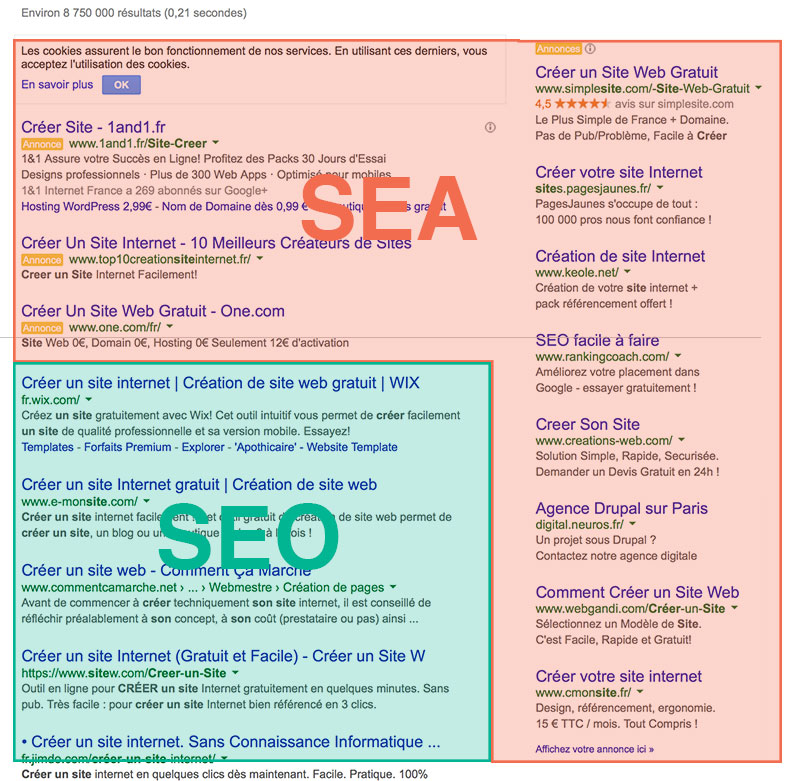 Environ 8 750 000 résultats (0,21 secondes)
Les cookies assurent le bon fonctionnement de nos services. En utilisant ces derniers, vous
acceptez l'utilisation des cookies.
En savoir plus OK
Créer Site - 1and1.fr
Annonce www.1and1.fr/Site-Creer
1&1 Assure votre Succès en Ligne! Profitez des Packs 30 Jours d'Essai
Designs professionnels · Plus de 300 Web Apps · Optimisé pour mobiles
1&1 Internet France a 269 abonnés sur Google+
Hosting WordPress 2,99€ - Nom de Domaine dès 0,99 € gratuit
SEA
Créer Un Site Internet - 10 Meilleurs Créateurs de Sites
Annonce www.top10creationsiteinternet.fr/
Creer un Site Internet Facilement!
Créer Un Site Web Gratuit - One.com
Annonce www.one.com/fr/
Site Web 0€, Domain 0€, Hosting 0€ Seulement 12€ d'activation
Créer un site internet | Création de site web gratuit | WIX
fr.wix.com/
Créez un site gratuitement avec Wix! Cet outil intuitif vous permet de créer facilement
un site de qualité professionnelle et sa version mobile. Essayez!
Templates - Forfaits Premium - Explorer - 'Apothicaire' - Website Template
Créer un site Internet gratuit | Création de site web
www.e-monsite.com/
Créer un site internet facilement ! gratuit de création de site web permet de
créer un site, un blog ou un à la fois !
SEO
Créer un site web - Comment Ça Marche
www.commentcamarche.net › ... › Webmestre › Création de pages
Avant de commencer à créer techniquement son site internet, il est conseillé de
réfléchir préalablement à son concept, à son coût (prestataire ou pas) ainsi ...
Créer un site Internet (Gratuit et Facile) - Créer un Site W
https://www.sitew.com/Creer-un-Site
Outil en ligne pour CRÉER un site Internet gratuitement en quelques minutes. Sans
pub. Très facile : pour créer un site Internet bien référencé en 3 clics.
• Créer un site internet. Sans Connaissance Informatique ...
fr.jimdo.com/créer-un-site-internet/
Créer un site internet en quelques clics dès maintenant. Facile. Pratique. 100%
Annonces
Créer un Site Web Gratuit
www.simplesite.com/-Site-Web-Gratuit
4,5 ★★★★★ avis sur simplesite.com
Le Plus Simple de France + Domaine.
Pas de Pub/Problème, Facile à Créer
Créer votre site Internet
sites.pagesjaunes.fr/
PagesJaunes s'occupe de tout :
100 000 pros nous font confiance !
Création de site Internet
www.keole.net/
Création de votre site internet +
pack référencement offert !
SEO facile à faire
www.rankingcoach.com/
Améliorez votre placement dans
Google - essayer gratuitement !
Creer Son Site
www.creations-web.com/
Solution Simple, Rapide, Securisée.
Demander un Devis Gratuit en 24h !
Agence Drupal sur Paris
digital.neuros.fr/
Un projet sous Drupal ?
Contactez notre agence digitale
Comment Créer un Site Web
www.webgandi.com/Créer-un-Site
Sélectionnez un Modèle de Site.
C'est Facile, Rapide et Gratuit!
Créer votre site internet
www.cmonsite.fr/
Design, référencement, ergonomie.
15 € TTC / mois. Tout Compris !
Affichez votre annonce ici »